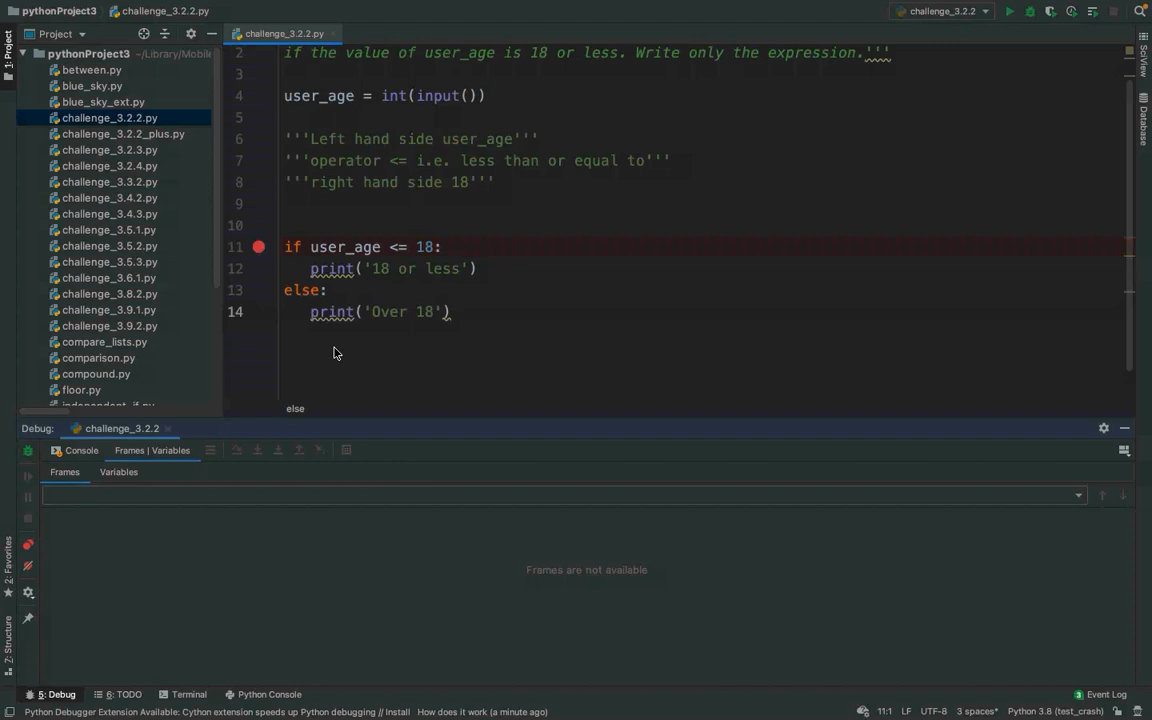 pythonProject3 challenge_3.2.2.py challenge_3.2.2
1: Project
Project
challenge_3.2.2.py
pythonProject3 ~/Library/Mobile
between.py
blue_sky.py
blue_sky_ext.py
challenge_3.2.2.py
challenge_3.2.2_plus.py
challenge_3.2.3.py
challenge_3.2.4.py
challenge_3.3.2.py
challenge_3.4.2.py
challenge_3.4.3.py
challenge_3.5.1.py
challenge_3.5.2.py
challenge_3.5.3.py
challenge_3.6.1.py
challenge_3.8.2.py
challenge_3.9.1.py
challenge_3.9.2.py
compare_lists.py
comparison.py
compound.py
floor.py
independent_if.py
2 if the value of user_age is 18 or less. Write only the expression.'''
3
4 user_age = int(input())
5
6 '''Left hand side user_age'''
7 '''operator <= i.e. less than or equal to'''
8 '''right hand side 18'''
9
10
11 if user_age <= 18:
12 print('18 or less')
13 else:
14 print('Over 18')
else
SciView
Database
Debug: challenge_3.2.2
Console Frames | Variables
Frames Variables
Frames are not available
2: Favorites
Z: Structure
5: Debug 6: TODO Terminal Python Console 3 Event Log
Python Debugger Extension Available: Cython extension speeds up Python debugging // Install How does it work (a minute ago) 11:1 LF UTF-8 3 spaces* Python 3.8 (test_crash)